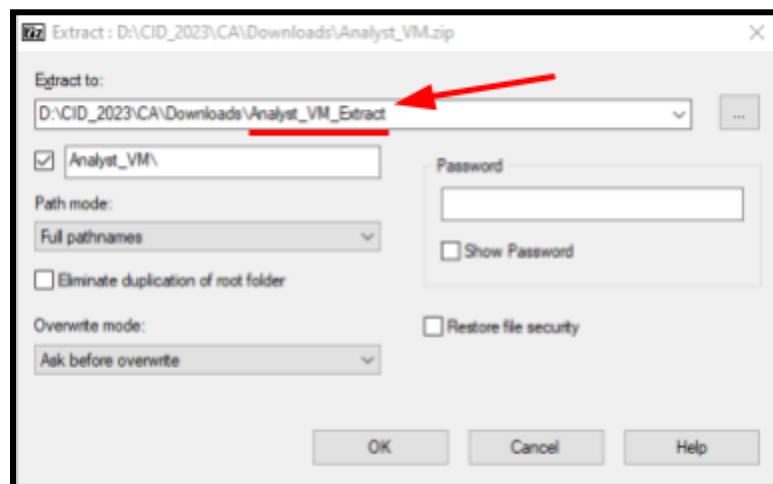 7z Extract : D:\CID_2023\CA\Downloads\Analyst_VM.zip
Extract to:
D:\CID_2023\CA\Downloads\Analyst_VM_Extract
...
Analyst_VM\
Password
Path mode:
Full pathnames
Show Password
Eliminate duplication of root folder
Overwrite mode:
Restore file security
Ask before overwrite
OK Cancel Help